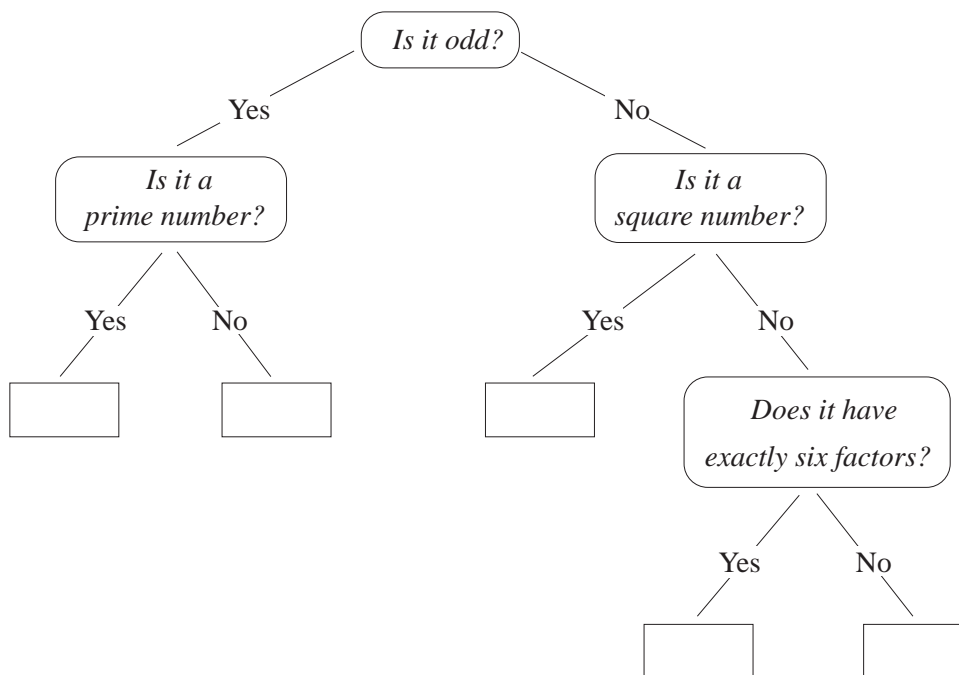 Is it odd?
Yes
No
Is it a
prime number?
Is it a
square number?
Yes
No
Yes
No
Does it have
exactly six factors?
Yes
No